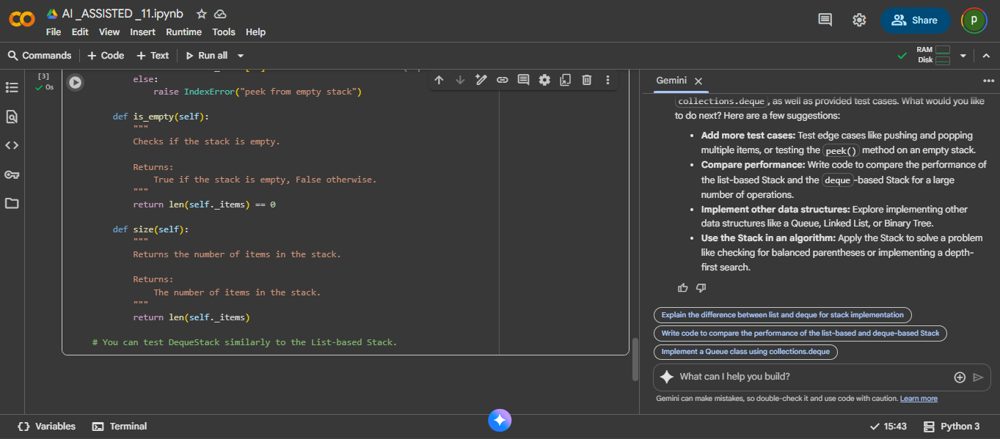 AI _ASSISTED _11.ipynb
File Edit View Insert Runtime Tools Help
Share
p
Commands + Code + Text Run all
RAM
Disk
[3]
0s
else:
raise IndexError("peek from empty stack")
def is_empty(self):
"""
Checks if the stack is empty.
Returns:
True if the stack is empty, False otherwise.
"""
return len(self._items) == 0
def size(self):
"""
Returns the number of items in the stack.
Returns:
The number of items in the stack.
"""
return len(self._items)
# You can test DequeStack similarly to the List-based Stack.
Gemini
collections.deque , as well as provided test cases. What would you like
to do next? Here are a few suggestions:
• Add more test cases: Test edge cases like pushing and popping
multiple items, or testing the peek() method on an empty stack.
• Compare performance: Write code to compare the performance of
the list-based Stack and the deque -based Stack for a large
number of operations.
• Implement other data structures: Explore implementing other
data structures like a Queue, Linked List, or Binary Tree.
• Use the Stack in an algorithm: Apply the Stack to solve a problem
like checking for balanced parentheses or implementing a depth-
first search.
Explain the difference between list and deque for stack implementation
Write code to compare the performance of the list-based and deque-based Stack
Implement a Queue class using collections.deque
What can I help you build?
Gemini can make mistakes, so double-check it and use code with caution. Learn more
Variables Terminal
15:43 Python 3